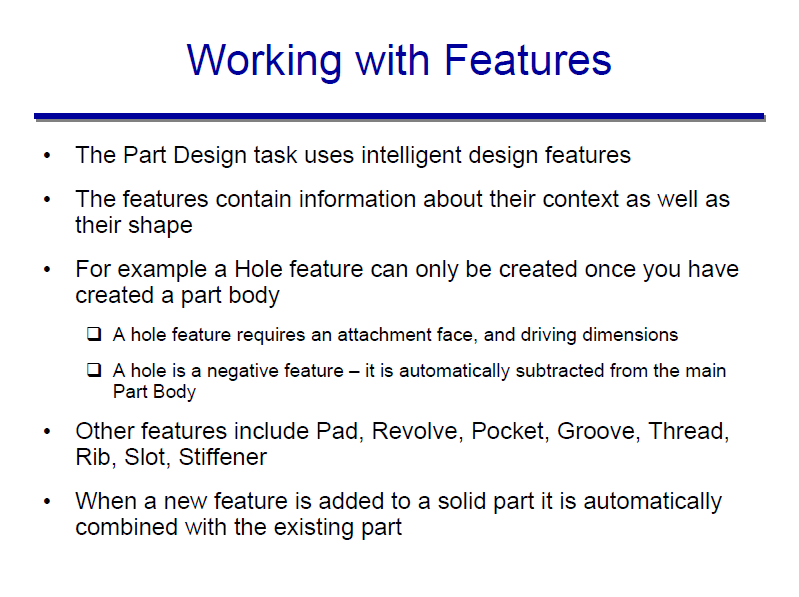 Working with Features
• The Part Design task uses intelligent design features
• The features contain information about their context as well as
their shape
• For example a Hole feature can only be created once you have
created a part body
❑ A hole feature requires an attachment face, and driving dimensions
❑ A hole is a negative feature – it is automatically subtracted from the main
Part Body
• Other features include Pad, Revolve, Pocket, Groove, Thread,
Rib, Slot, Stiffener
• When a new feature is added to a solid part it is automatically
combined with the existing part